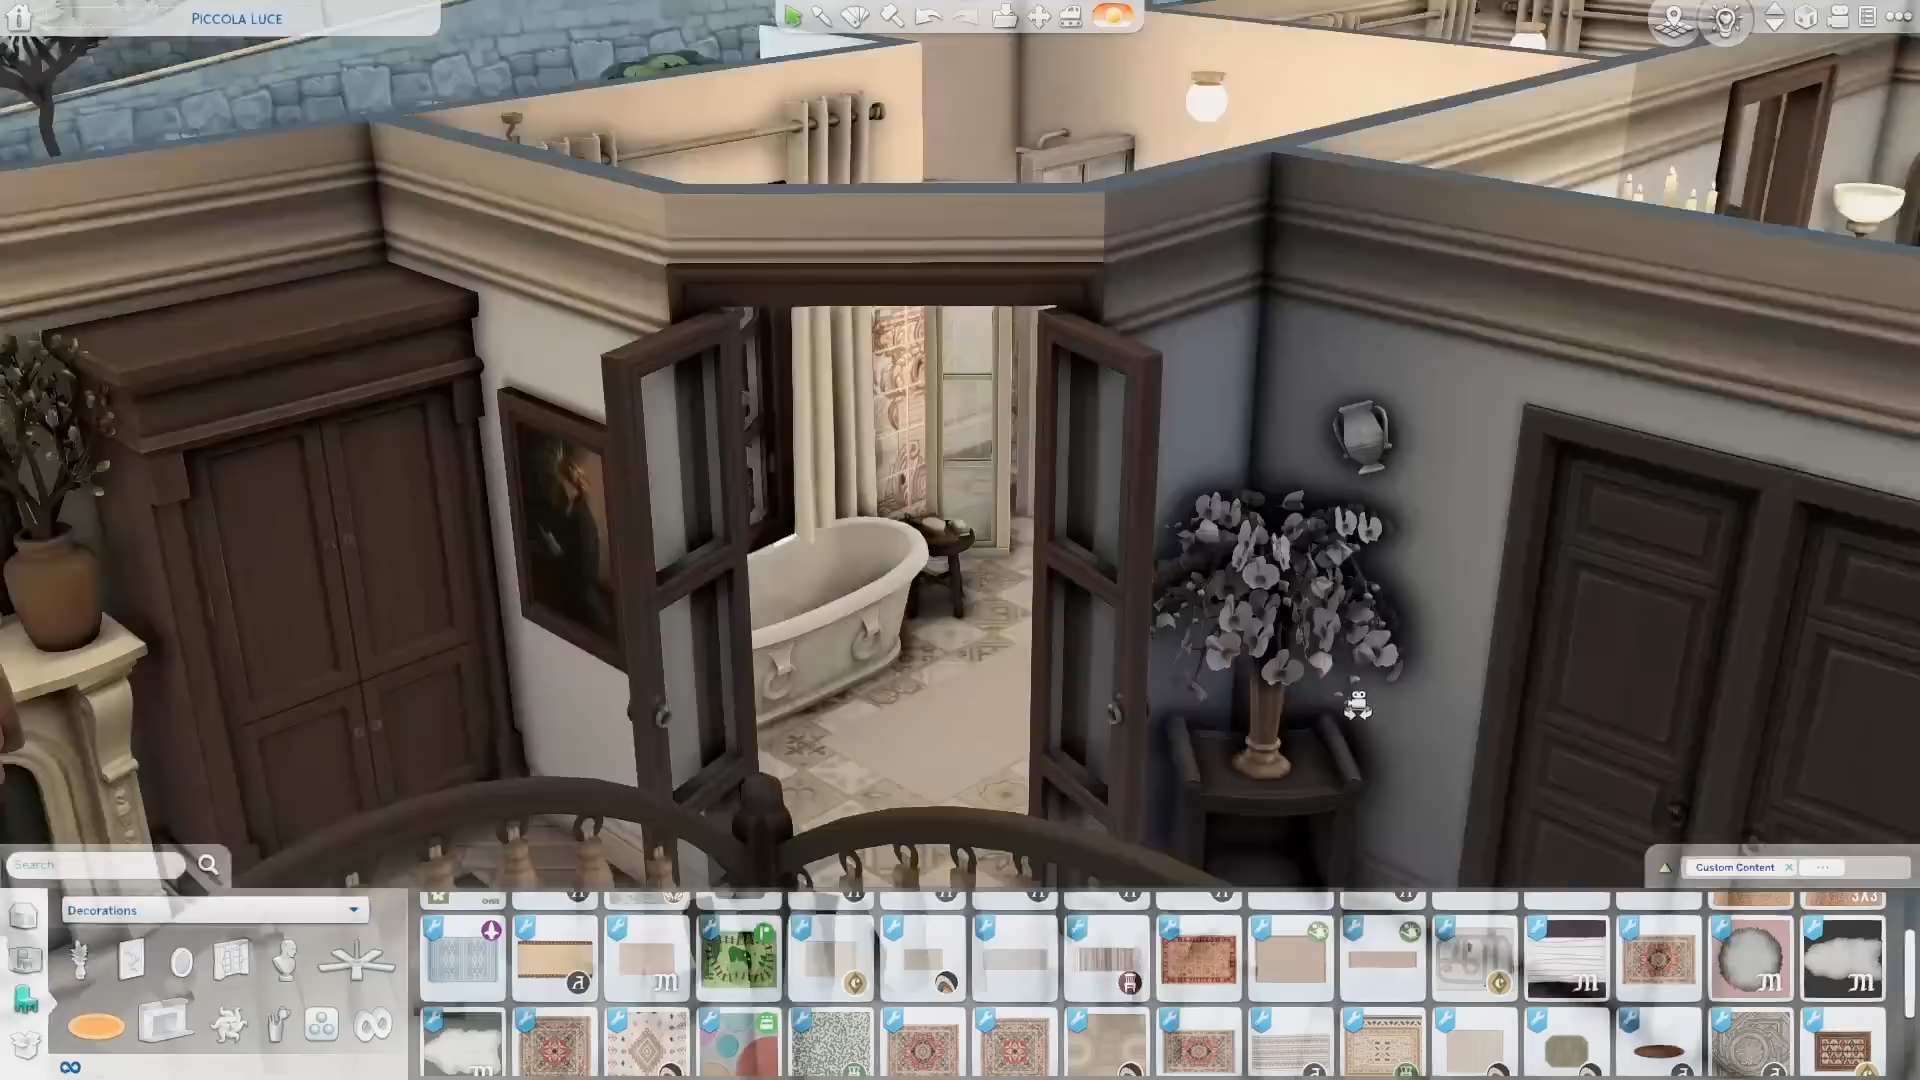 Piccola Luce
Search
Custom Content
Decorations
3X3